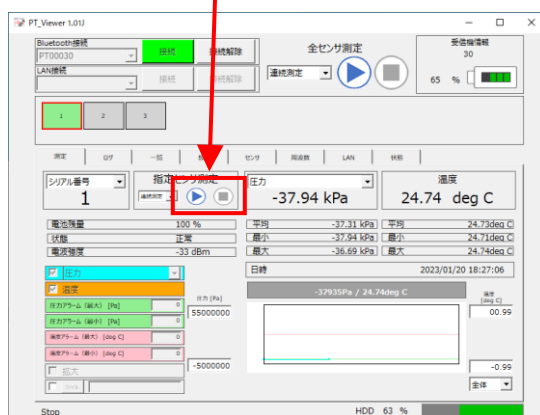 PT_Viewer 1.01J
Bluetooth接続
PT00030
接続
接続解除
全センサ測定
受信機情報
30
LAN接続
接続
接続解除
連続測定
65 %
1 2 3
測定 ログ 一括 センサ 周波数 LAN 状態
シリアル番号
1
指定センサ測定
連続測定
圧力
-37.94 kPa
温度
24.74 deg C
電池残量 100 %
状態 正常
電波強度 -33 dBm
平均 -37.31 kPa
最小 -37.94 kPa
最大 -36.69 kPa
平均 24.73deg C
最小 24.71deg C
最大 24.74deg C
日時 2023/01/20 18:27:06
圧力
温度
圧力アラーム (最大) [Pa] 0
圧力アラーム (最小) [Pa] 0
温度アラーム (最大) [deg C] 0
温度アラーム (最小) [deg C] 0
拡大
圧力 [Pa]
55000000
-5000000
-37935Pa / 24.74deg C
温度
[deg C]
00.99
-0.99
全体
Stop
HDD 63 %